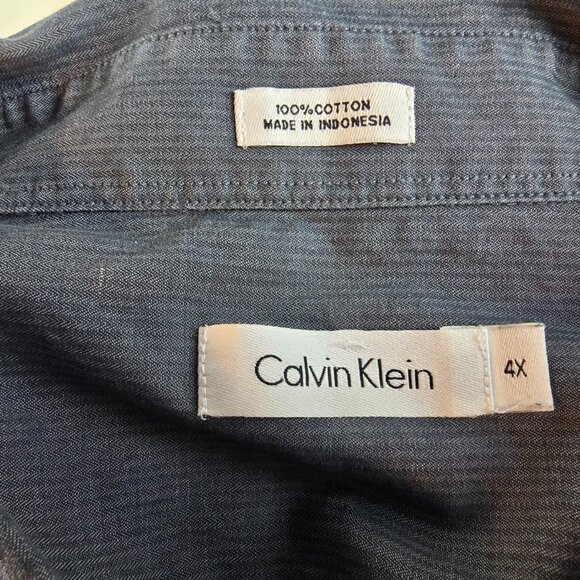 100% COTTON
MADE IN INDONESIA
Calvin Klein
4X